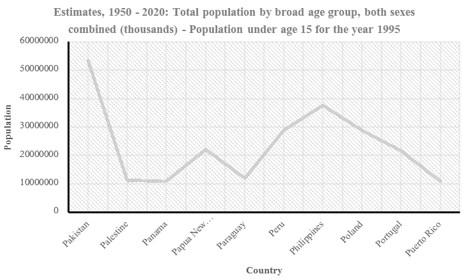 Estimates, 1950 - 2020: Total population by broad age group, both sexes
combined (thousands) - Population under age 15 for the year 1995
60000000
50000000
40000000
30000000
20000000
10000000
0
Population
Pakistan
Palestine
Panama
Papua New...
Paraguay
Peru
Philippines
Poland
Portugal
Puerto Rico
Country